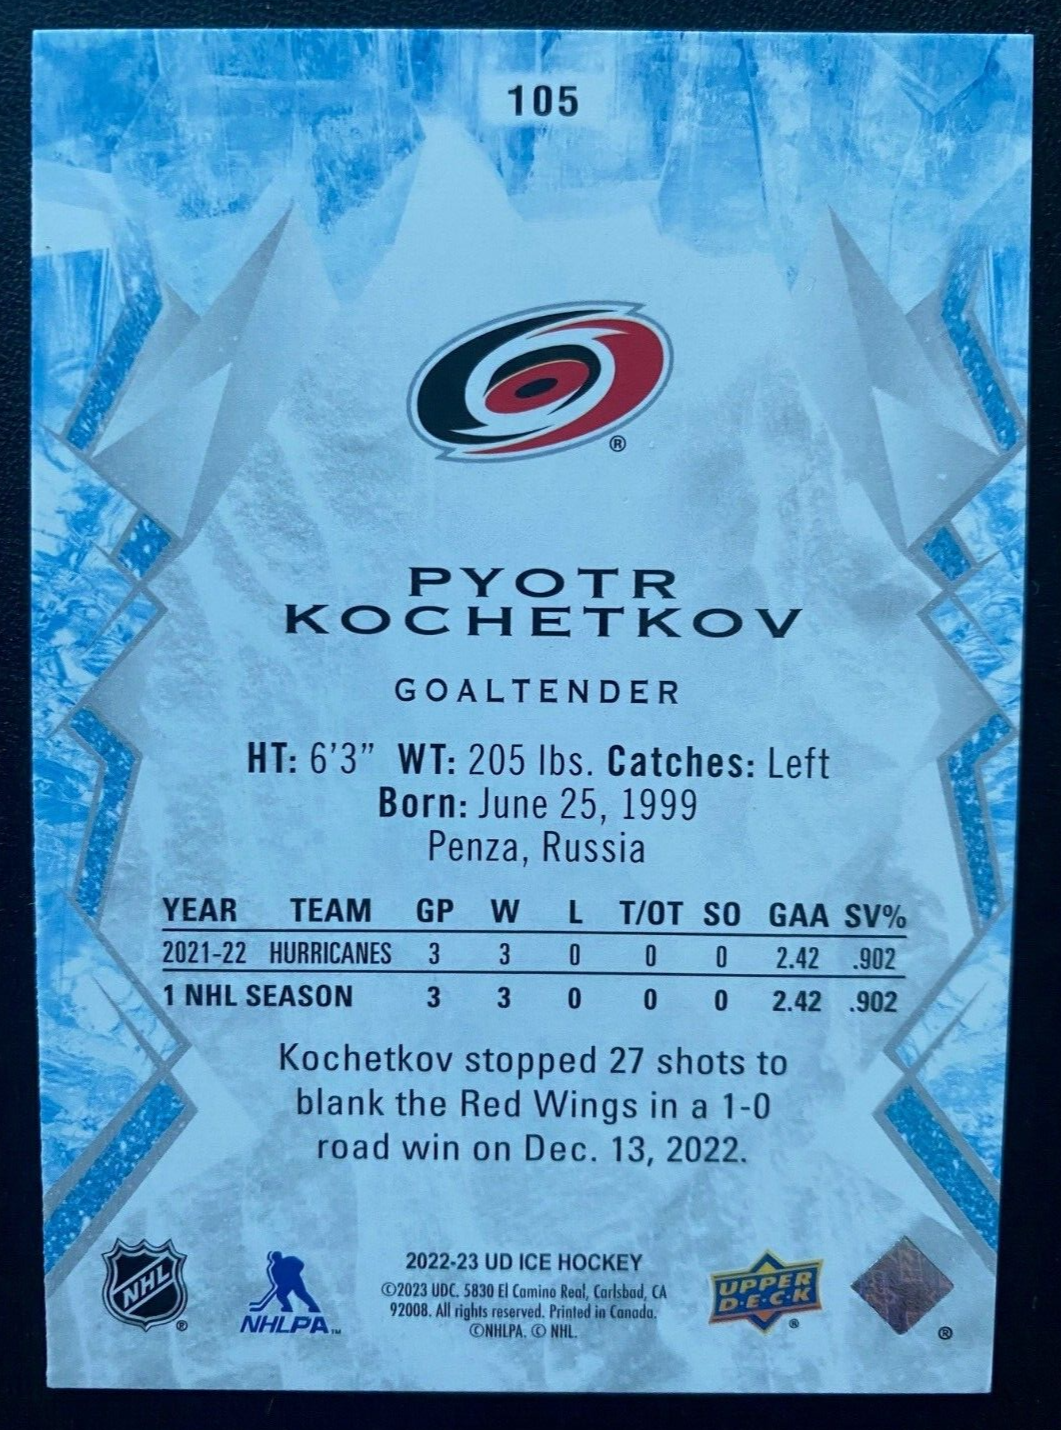 105
®
PYOTR
KOCHETKOV
GOALTENDER
HT: 6'3" WT: 205 lbs. Catches: Left
Born: June 25, 1999
Penza, Russia
YEAR TEAM GP W L T/OT SO GAA SV%
2021-22 HURRICANES 3 3 0 0 0 2.42 .902
1 NHL SEASON 3 3 0 0 0 2.42 .902
Kochetkov stopped 27 shots to
blank the Red Wings in a 1-0
road win on Dec. 13, 2022.
NHL ®
NHLPA™
2022-23 UD ICE HOCKEY
©2023 UDC. 5830 El Camino Real, Carlsbad, CA
92008. All rights reserved. Printed in Canada.
©NHLPA. © NHL.
UPPER
D·E·C·K ®
®